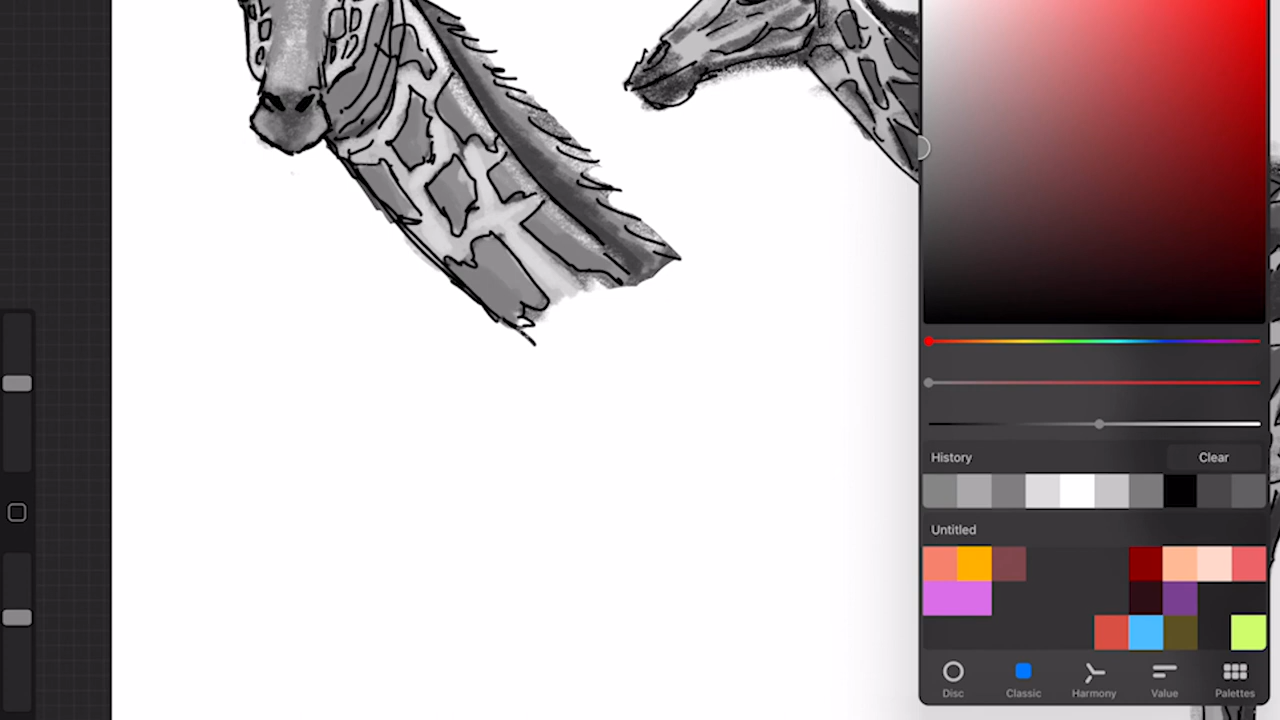 History
Clear
Untitled
Disc
Classic
Harmony
Value
Palettes